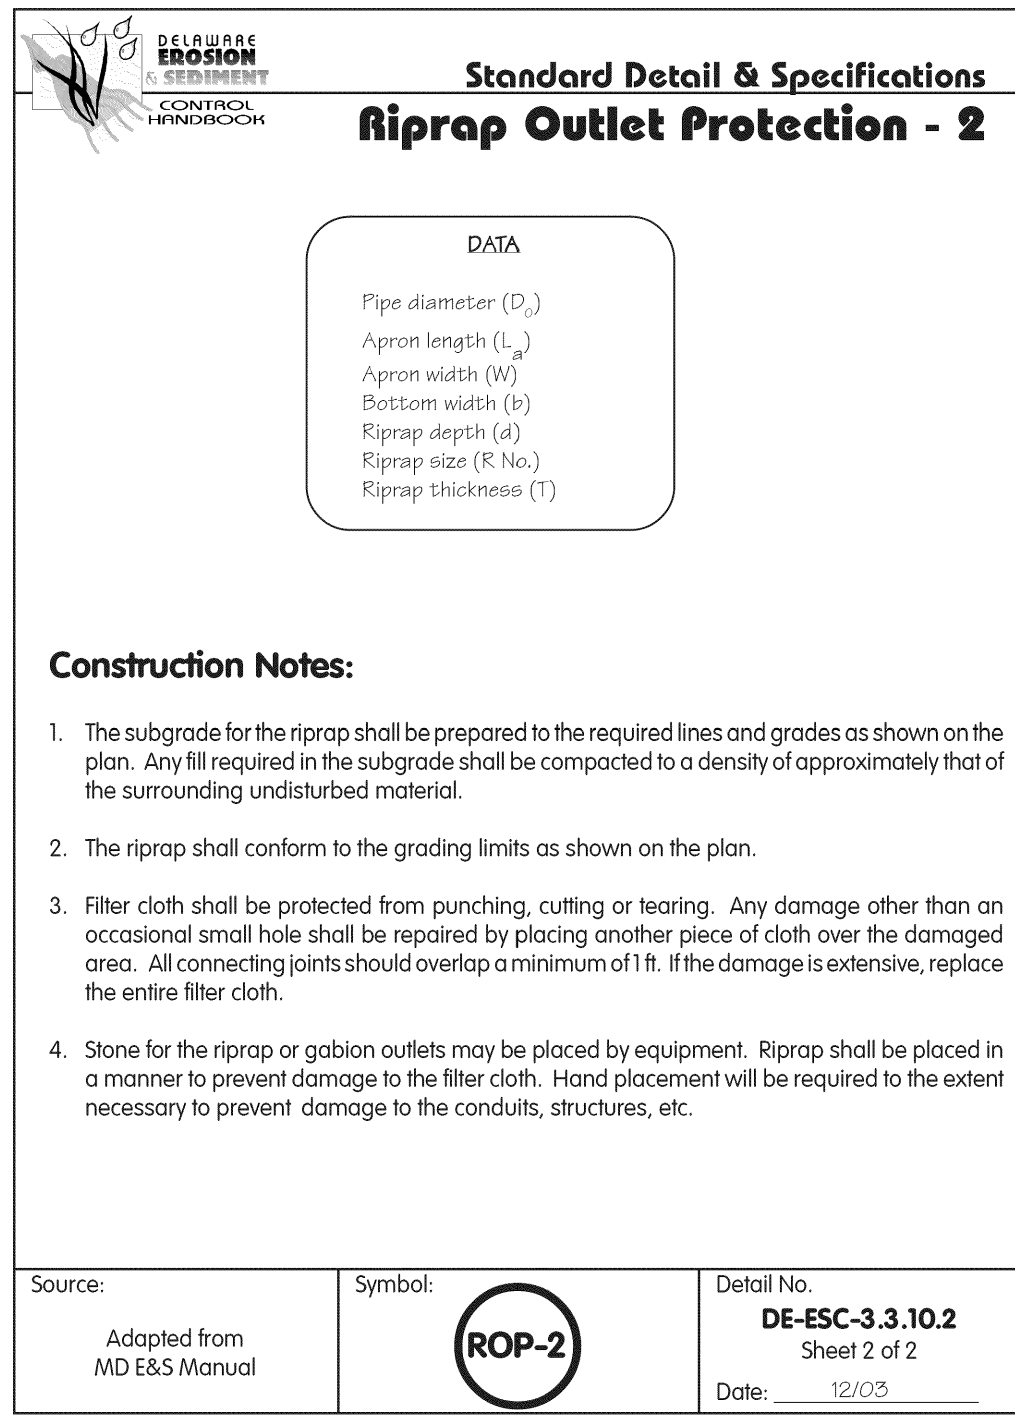 DELAWARE
EROSION
& SEDIMENT
CONTROL
HANDBOOK
Standard Detail & Specifications
Riprap Outlet Protection - 2
DATA
Pipe diameter (D0)
Apron length (La)
Apron width (W)
Bottom width (b)
Riprap depth (d)
Riprap size (R No.)
Riprap thickness (T)
Construction Notes:
1. The subgrade for the riprap shall be prepared to the required lines and grades as shown on the
plan. Any fill required in the subgrade shall be compacted to a density of approximately that of
the surrounding undisturbed material.
2. The riprap shall conform to the grading limits as shown on the plan.
3. Filter cloth shall be protected from punching, cutting or tearing. Any damage other than an
occasional small hole shall be repaired by placing another piece of cloth over the damaged
area. All connecting joints should overlap a minimum of 1 ft. If the damage is extensive, replace
the entire filter cloth.
4. Stone for the riprap or gabion outlets may be placed by equipment. Riprap shall be placed in
a manner to prevent damage to the filter cloth. Hand placement will be required to the extent
necessary to prevent damage to the conduits, structures, etc.
Source:
Adapted from
MD E&S Manual
Symbol:
ROP-2
Detail No.
DE-ESC-3.3.10.2
Sheet 2 of 2
Date: 12/03